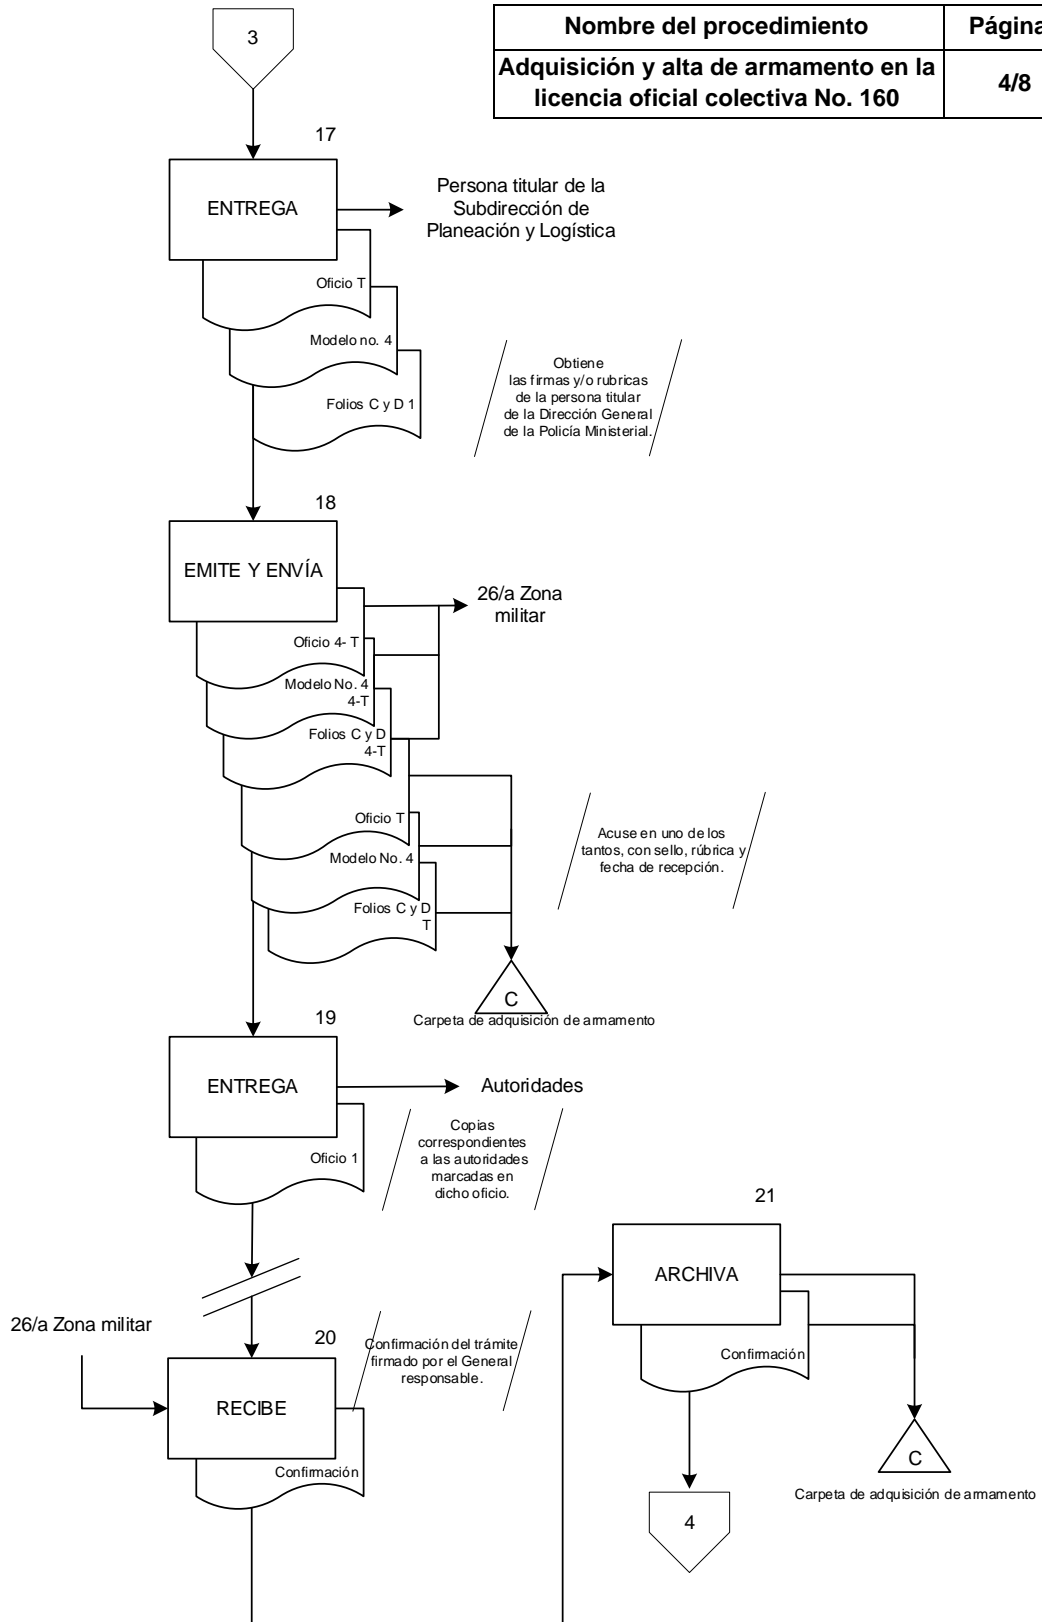 3
Nombre del procedimiento
Página
Adquisición y alta de armamento en la
licencia oficial colectiva No. 160
4/8
17
ENTREGA
Persona titular de la
Subdirección de
Planeación y Logística
Oficio T
Modelo no. 4
Folios C y D 1
Obtiene
las firmas y/o rubricas
de la persona titular
de la Dirección General
de la Policía Ministerial.
18
EMITE Y ENVÍA
26/a Zona
militar
Oficio 4- T
Modelo No. 4
4-T
Folios C y D
4-T
Oficio T
Modelo No. 4
Folios C y D
T
Acuse en uno de los
tantos, con sello, rúbrica y
fecha de recepción.
C
Carpeta de adquisición de armamento
19
ENTREGA
Autoridades
Oficio 1
Copias
correspondientes
a las autoridades
marcadas en
dicho oficio.
26/a Zona militar
20
RECIBE
Confirmación del trámite
firmado por el General
responsable.
Confirmación
21
ARCHIVA
Confirmación
C
Carpeta de adquisición de armamento
4